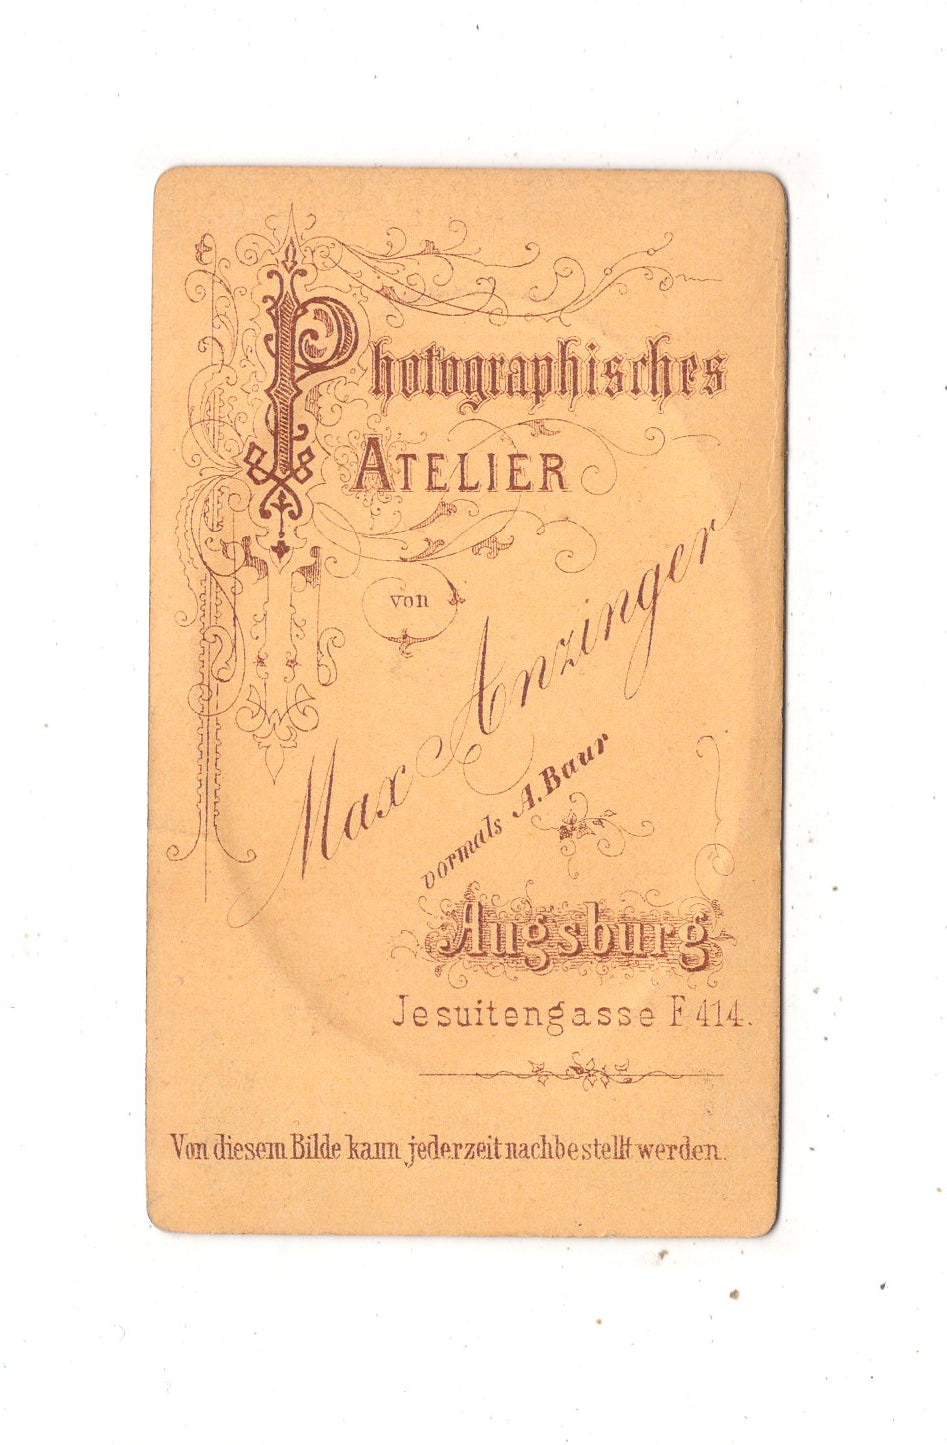 Photographisches
ATELIER
von
Max Anzinger
vormals A. Baur
Augsburg
Jesuitengasse F 414.
Von diesem Bilde kann jederzeit nachbestellt werden.